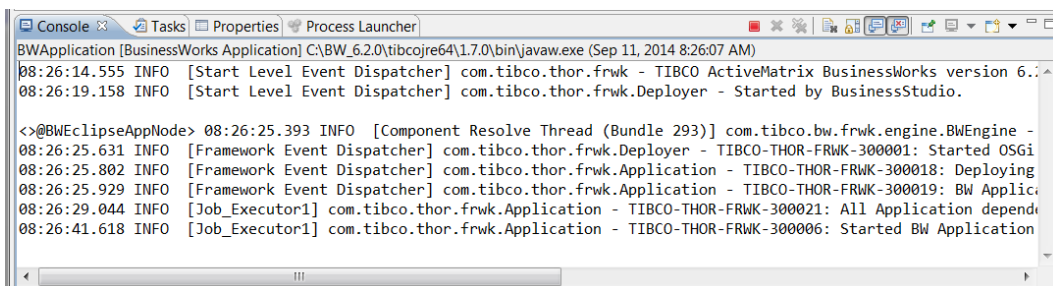 Console Tasks Properties Process Launcher
BWApplication [BusinessWorks Application] C:\BW_6.2.0\tibcojre64\1.7.0\bin\javaw.exe (Sep 11, 2014 8:26:07 AM)
08:26:14.555 INFO [Start Level Event Dispatcher] com.tibco.thor.frwk - TIBCO ActiveMatrix BusinessWorks version 6.
08:26:19.158 INFO [Start Level Event Dispatcher] com.tibco.thor.frwk.Deployer - Started by BusinessStudio.
<>@BWEclipseAppNode> 08:26:25.393 INFO [Component Resolve Thread (Bundle 293)] com.tibco.bw.frwk.engine.BWEngine -
08:26:25.631 INFO [Framework Event Dispatcher] com.tibco.thor.frwk.Deployer - TIBCO-THOR-FRWK-300001: Started OSGi
08:26:25.802 INFO [Framework Event Dispatcher] com.tibco.thor.frwk.Application - TIBCO-THOR-FRWK-300018: Deploying
08:26:25.929 INFO [Framework Event Dispatcher] com.tibco.thor.frwk.Application - TIBCO-THOR-FRWK-300019: BW Applic
08:26:29.044 INFO [Job_Executor1] com.tibco.thor.frwk.Application - TIBCO-THOR-FRWK-300021: All Application depend
08:26:41.618 INFO [Job_Executor1] com.tibco.thor.frwk.Application - TIBCO-THOR-FRWK-300006: Started BW Application